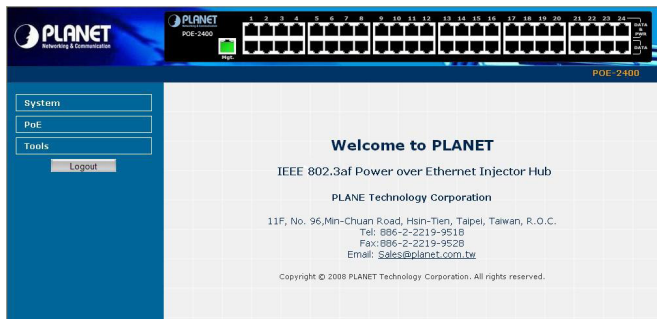 PLANET
Networking & Communication
PLANET
POE-2400
1 2 3 4 5 6 7 8 9 10 11 12 13 14 15 16 17 18 19 20 21 22 23 24
DATA & PWR
DATA
Mgt.
POE-2400
System
PoE
Tools
Logout
Welcome to PLANET
IEEE 802.3af Power over Ethernet Injector Hub
PLANE Technology Corporation
11F, No. 96,Min-Chuan Road, Hsin-Tien, Taipei, Taiwan, R.O.C.
Tel: 886-2-2219-9518
Fax:886-2-2219-9528
Email: Sales@planet.com.tw
Copyright © 2008 PLANET Technology Corporation. All rights reserved.